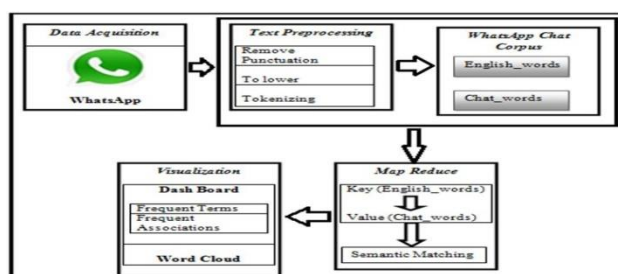 Data Acquisition
WhatsApp
Text Preprocessing
Remove
Punctuation
To lower
Tokenizing
WhatsApp Chat
Corpus
English_words
Chat_words
Map Reduce
Key (English_words)
Value (Chat_words)
Semantic Matching
Visualization
Dash Board
Frequent Terms
Frequent
Associations
Word Cloud